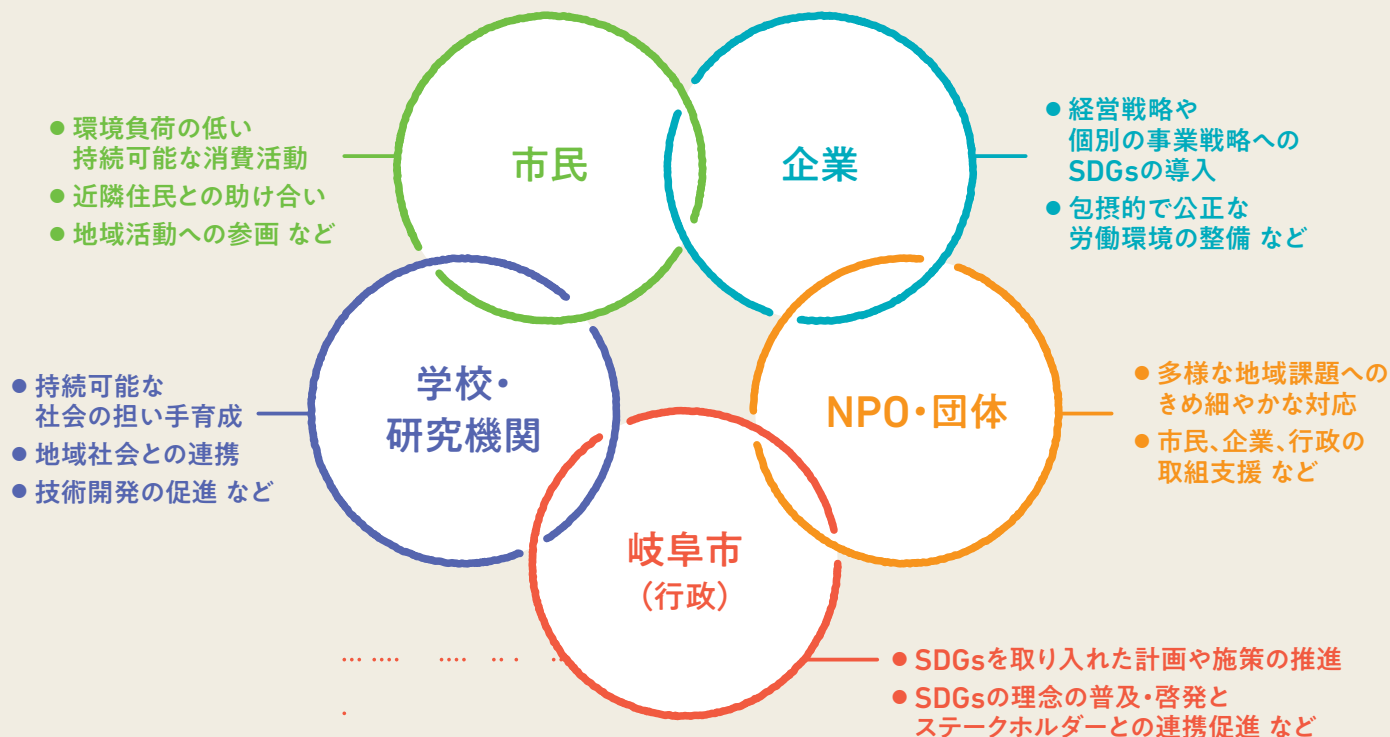 市民
● 環境負荷の低い
持続可能な消費活動
● 近隣住民との助け合い
● 地域活動への参画 など
企業
● 経営戦略や
個別の事業戦略への
SDGsの導入
● 包摂的で公正な
労働環境の整備 など
学校・
研究機関
● 持続可能な
社会の担い手育成
● 地域社会との連携
● 技術開発の促進 など
NPO・団体
● 多様な地域課題への
きめ細やかな対応
● 市民、企業、行政の
取組支援 など
岐阜市
（行政）
● SDGsを取り入れた計画や施策の推進
● SDGsの理念の普及・啓発と
ステークホルダーとの連携促進 など